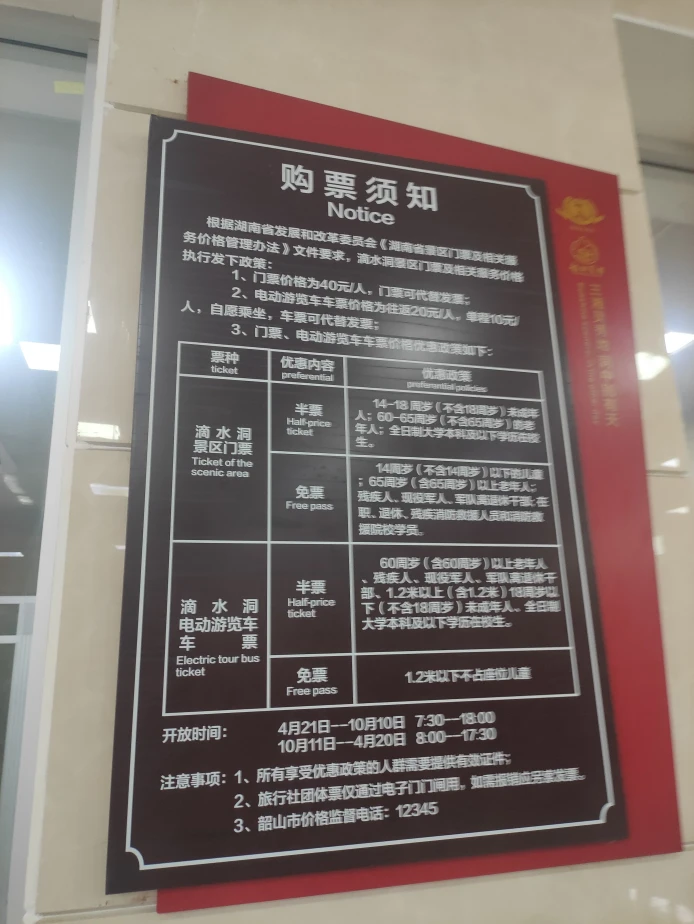 购票须知
Notice
根据湖南省发展和改革委员会《湖南省景区门票及相关服
务价格管理办法》文件要求，滴水洞景区门票及相关服务价格
执行发下政策：
1、门票价格为40元/人，门票可代替发票；
2、电动游览车车票价格为往返20元/人，单程10元/
人，自愿乘坐，车票可代替发票；
3、门票、电动游览车车票价格优惠政策如下：
票种
ticket
优惠内容
preferential
优惠政策
preferential policies
滴水洞
景区门票
Ticket of the
scenic area
半票
Half-price
ticket
14-18周岁（不含18周岁）未成年
人；60-65周岁（不含65周岁）的老
年人；全日制大学本科及以下学历在校
生。
免票
Free pass
14周岁（不含14周岁）以下的儿童
；65周岁（含65周岁）以上老年人；
残疾人、现役军人、军队离退休干部；在
职、退休、残疾消防救援人员和消防救
援院校学员。
滴水洞
电动游览车
车票
Electric tour bus
ticket
半票
Half-price
ticket
60周岁（含60周岁）以上老年人
、残疾人、现役军人、军队离退休干
部、1.2米以上（含1.2米）18周岁以
下（不含18周岁）未成年人、全日制
大学本科及以下学历在校生。
免票
Free pass
1.2米以下不占座位儿童
开放时间：
4月21日--10月10日 7:30--18:00
10月11日--4月20日 8:00--17:30
注意事项：1、所有享受优惠政策的人群需要提供有效证件；
2、旅行社团体票仅通过电子门门闸用，如需报销应另索发票。
3、韶山市价格监督电话：12345